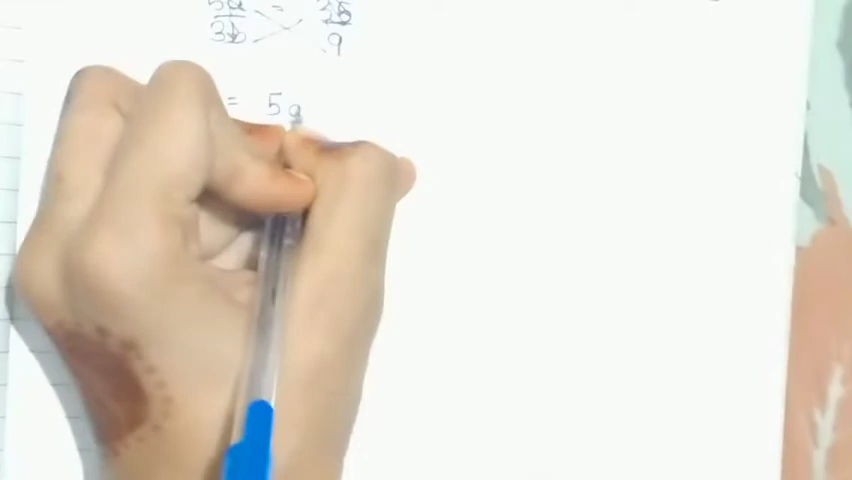 5a = 25
3b 9
= 5a